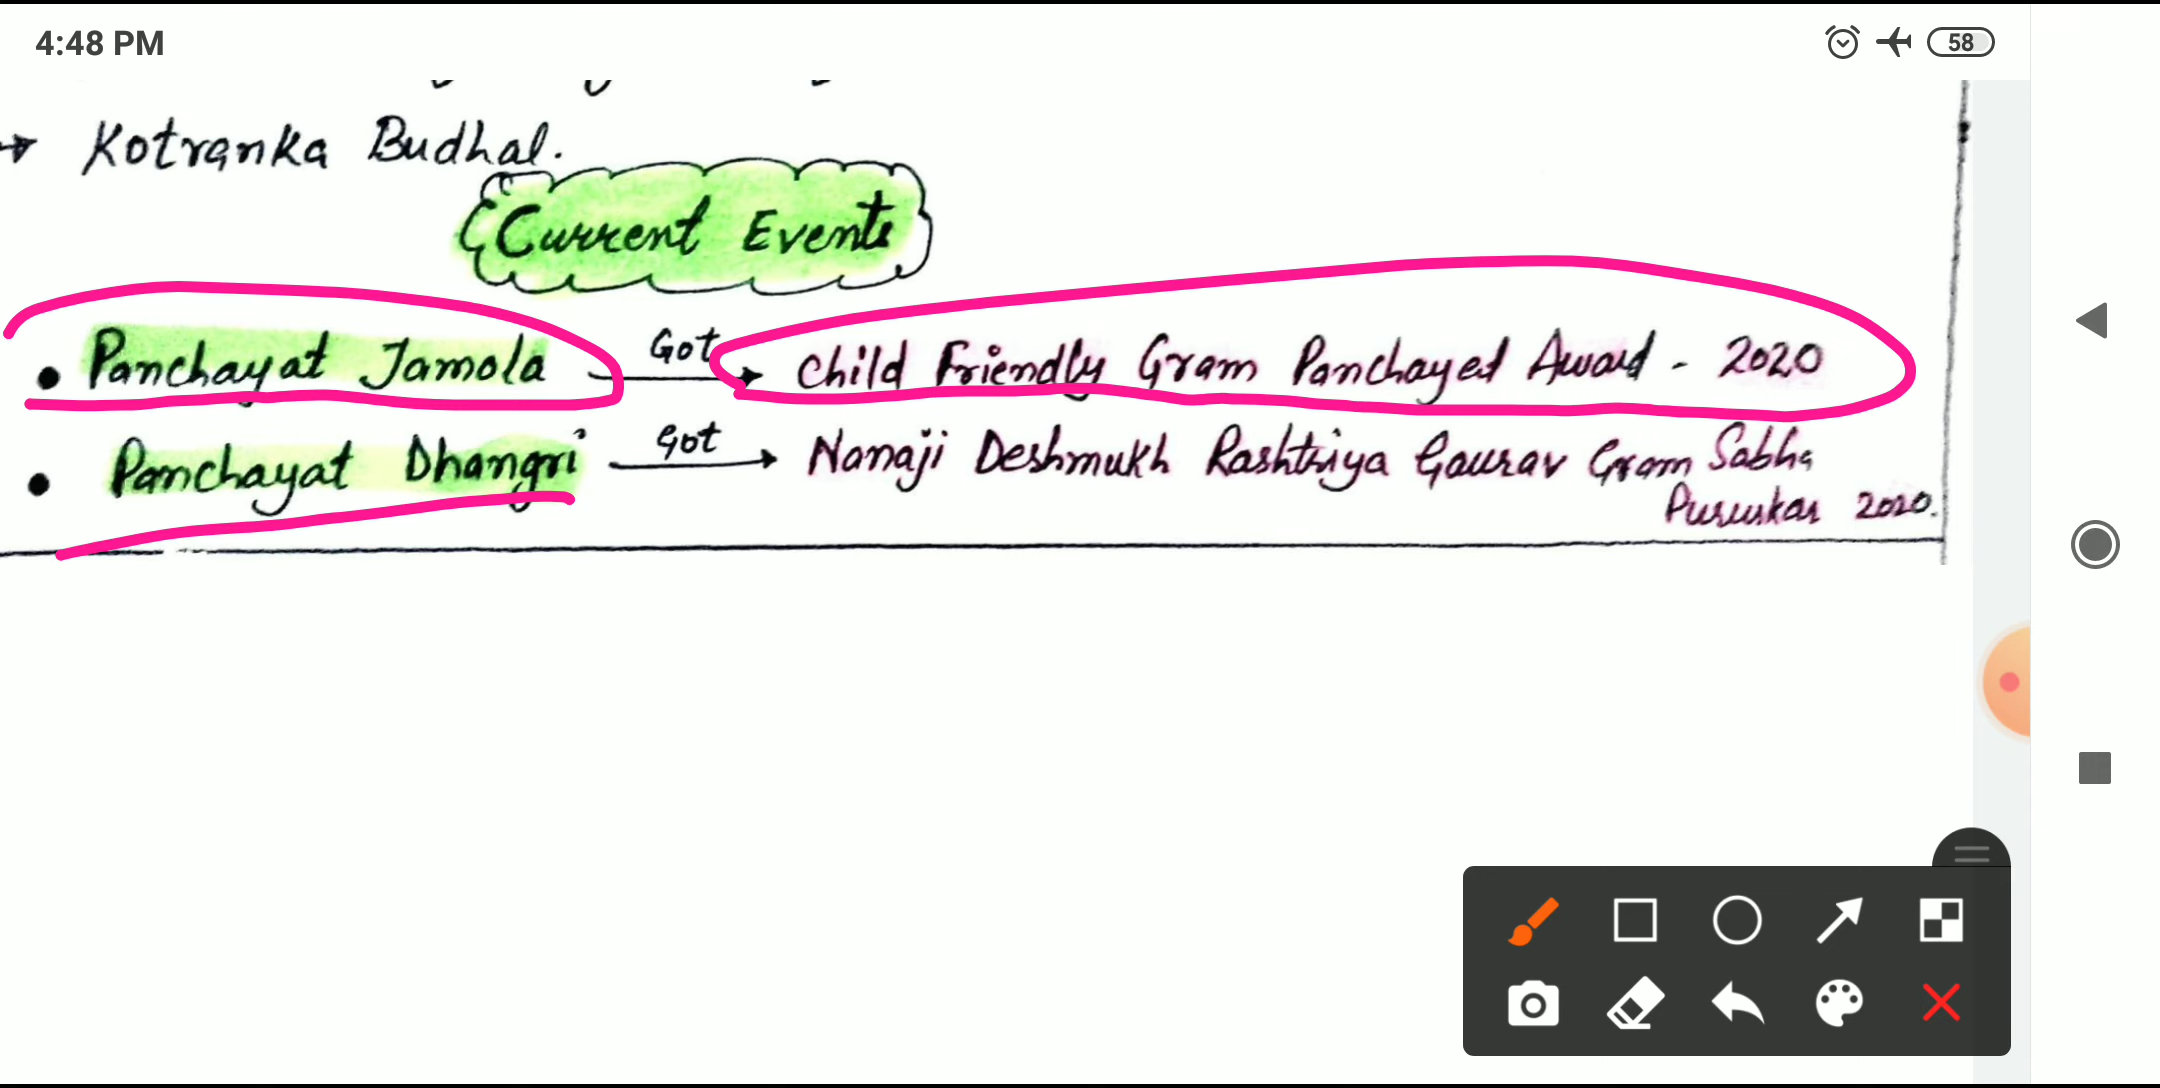 4:48 PM
58
Kotranka Budhal.
Current Events
Panchayat Jamola Got Child Friendly Gram Panchayat Award - 2020
Panchayat Dhangri Got Nanaji Deshmukh Rashtriya Gaurav Gram Sabha
Puruskar 2020.